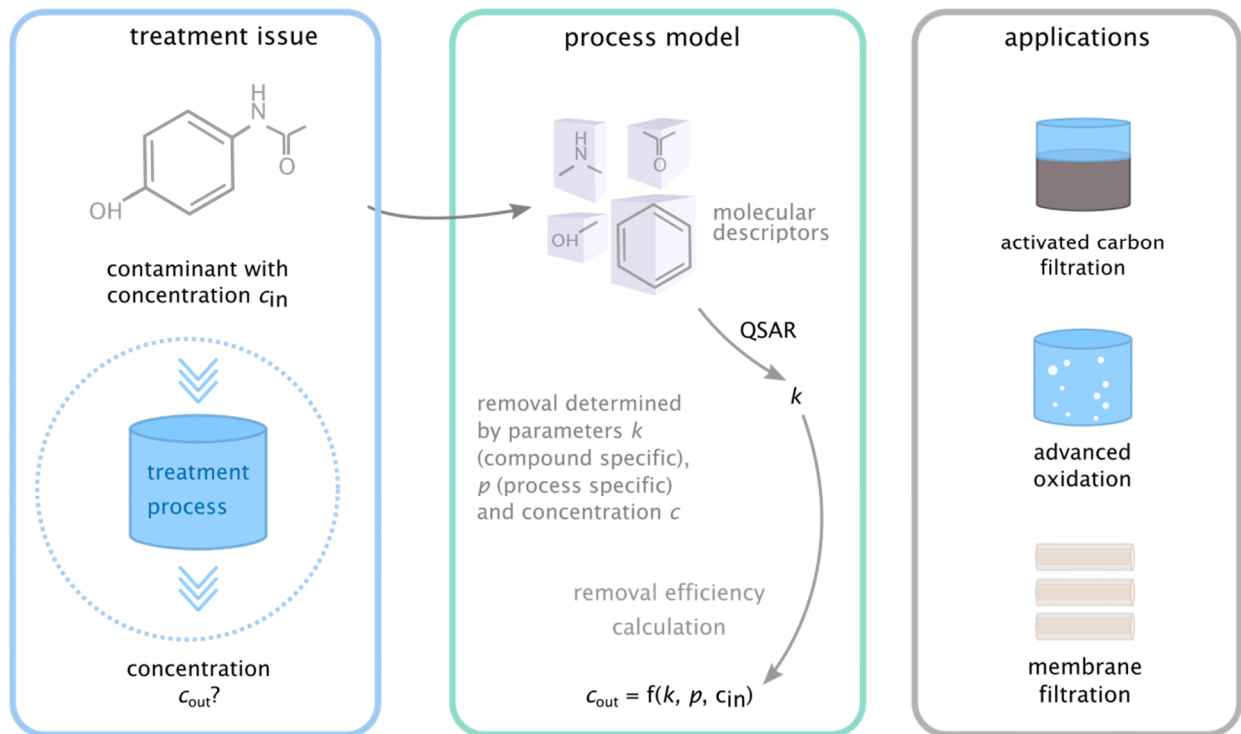 treatment issue
H
N
O
OH
contaminant with
concentration cin
treatment
process
concentration
cout?
process model
H
N
O
OH
molecular
descriptors
QSAR
k
removal determined
by parameters k
(compound specific),
p (process specific)
and concentration c
removal efficiency
calculation
cout = f(k, p, cin)
applications
activated carbon
filtration
advanced
oxidation
membrane
filtration